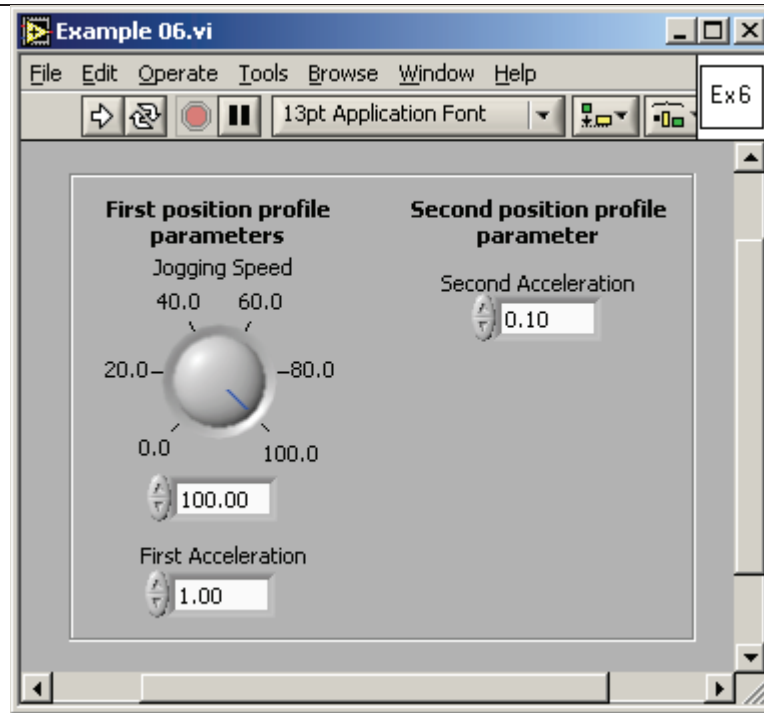 Example 06.vi
File Edit Operate Tools Browse Window Help
13pt Application Font
Ex6
First position profile
parameters
Second position profile
parameter
Jogging Speed
Second Acceleration
40.0 60.0
0.10
20.0 80.0
0.0 100.0
100.00
First Acceleration
1.00